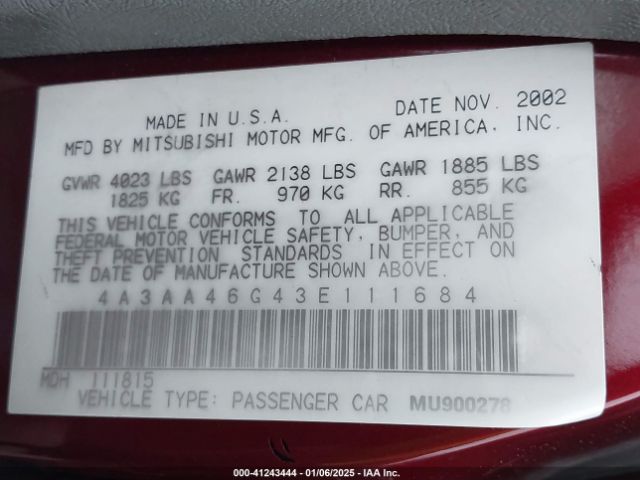 MADE IN U.S.A. DATE NOV. 2002
MFD BY MITSUBISHI MOTOR MFG. OF AMERICA, INC.
GVWR 4023 LBS GAWR 2138 LBS GAWR 1885 LBS
1825 KG FR. 970 KG RR. 855 KG
THIS VEHICLE CONFORMS TO ALL APPLICABLE
FEDERAL MOTOR VEHICLE SAFETY, BUMPER, AND
THEFT PREVENTION STANDARDS IN EFFECT ON
THE DATE OF MANUFACTURE SHOWN ABOVE.
4A3AA46G43E111684
MDH 111815
VEHICLE TYPE: PASSENGER CAR MU900278
000-41243444 - 01/06/2025 - IAA Inc.